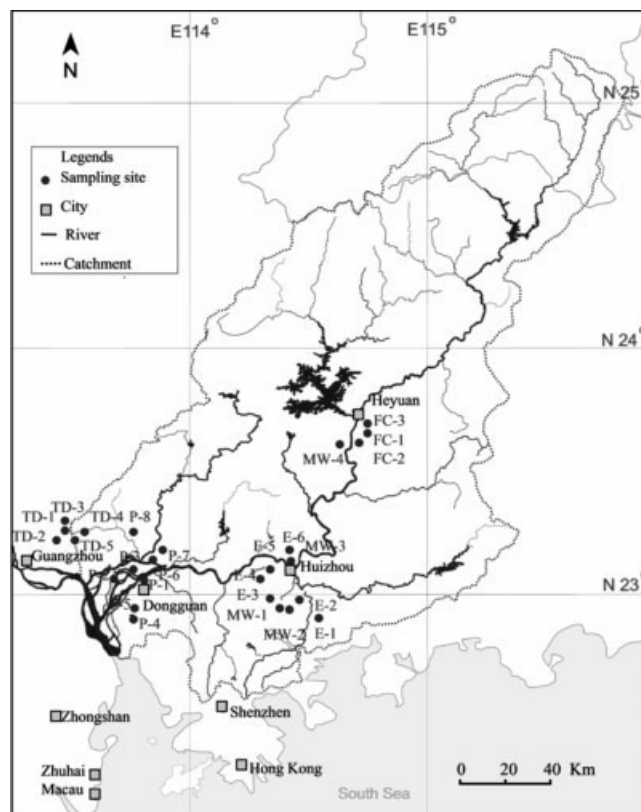 E114°
E115°
N
N 25°
Legends
Sampling site
City
River
Catchment
N 24°
Heyuan
FC-3
FC-1
MW-4
FC-2
TD-3
TD-1
TD-4 P-8
TD-2
TD-5
P-7
E-6
E-5
MW-3
Guangzhou
P-6
Huizhou
E-4
P-1
N 23°
E-3
Dongguan
MW-1
E-2
P-4
MW-2
E-1
Zhongshan
Shenzhen
Zhuhai
Hong Kong
Macau
0 20 40 Km
South Sea